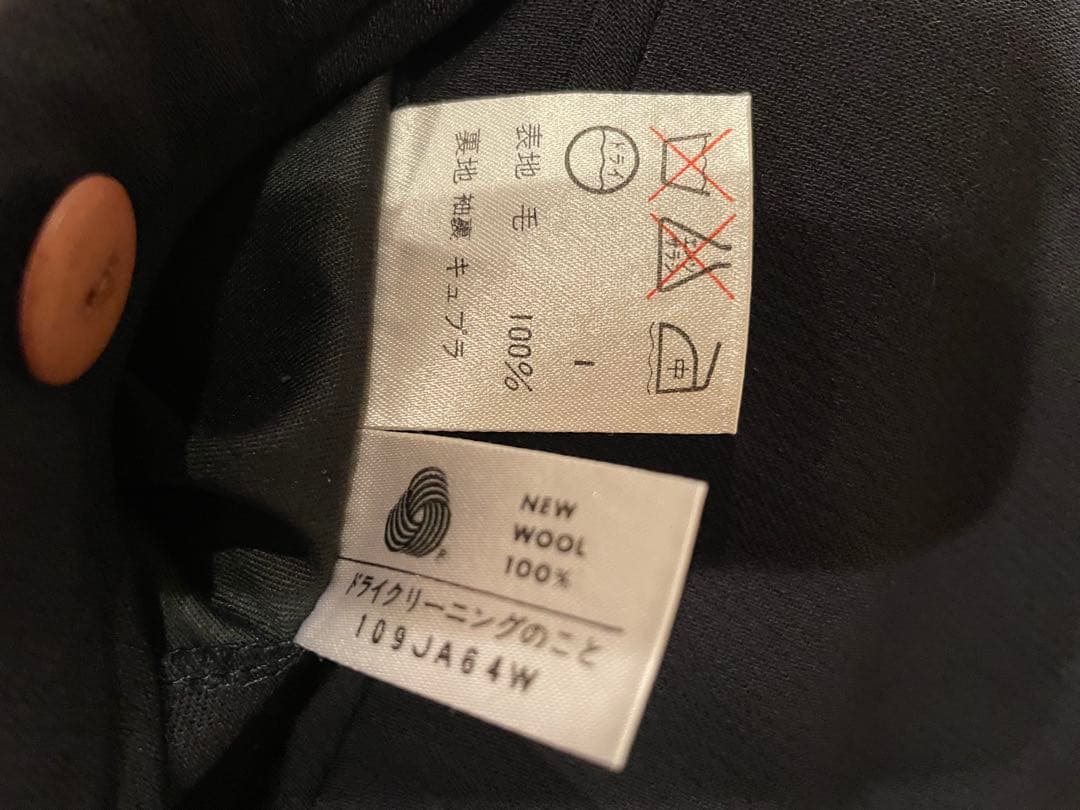 中
ドライ
表地 毛 100%
裏地 袖裏 キュプラ
NEW
WOOL
100%
ドライクリーニングのこと
109JA64W